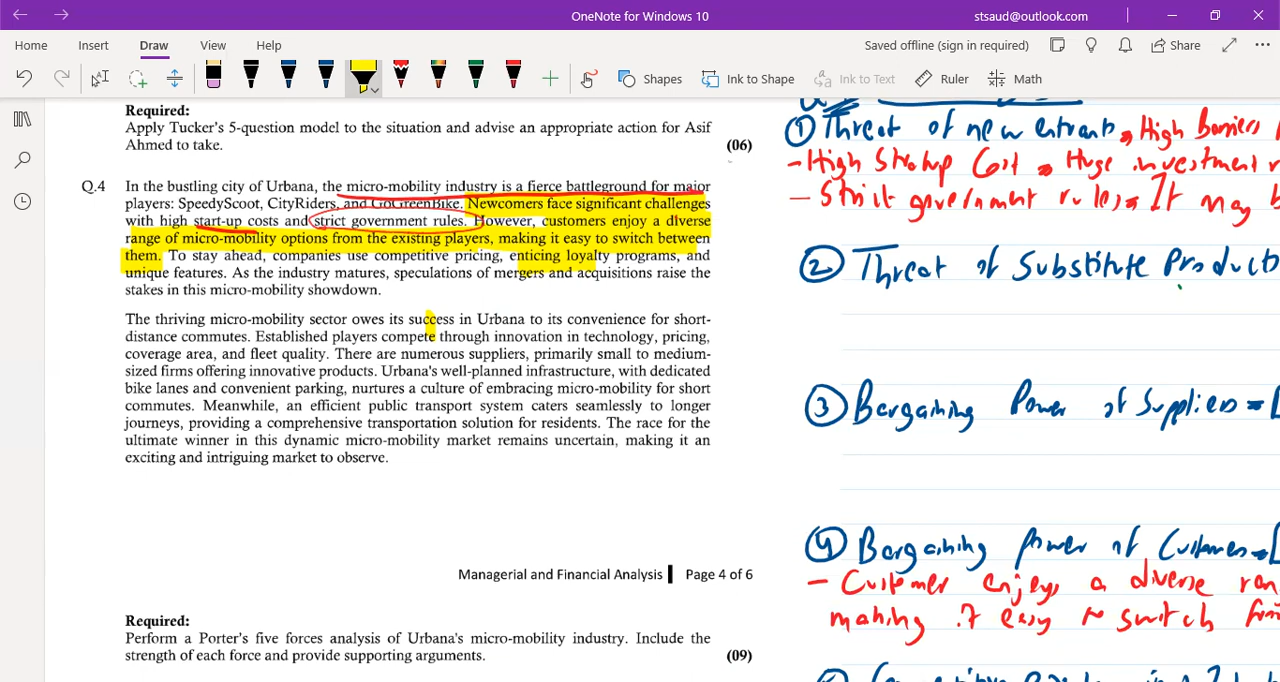 OneNote for Windows 10
stsaud@outlook.com
Home Insert Draw View Help
Saved offline (sign in required)
Share
Shapes
Ink to Shape
Ink to Text
Ruler
Math
Required:
Apply Tucker's 5-question model to the situation and advise an appropriate action for Asif
Ahmed to take. (06)
Q.4 In the bustling city of Urbana, the micro-mobility industry is a fierce battleground for major
players: SpeedyScoot, CityRiders, and GoGreenBike. Newcomers face significant challenges
with high start-up costs and strict government rules. However, customers enjoy a diverse
range of micro-mobility options from the existing players, making it easy to switch between
them. To stay ahead, companies use competitive pricing, enticing loyalty programs, and
unique features. As the industry matures, speculations of mergers and acquisitions raise the
stakes in this micro-mobility showdown.
The thriving micro-mobility sector owes its success in Urbana to its convenience for short-
distance commutes. Established players compete through innovation in technology, pricing,
coverage area, and fleet quality. There are numerous suppliers, primarily small to medium-
sized firms offering innovative products. Urbana's well-planned infrastructure, with dedicated
bike lanes and convenient parking, nurtures a culture of embracing micro-mobility for short
commutes. Meanwhile, an efficient public transport system caters seamlessly to longer
journeys, providing a comprehensive transportation solution for residents. The race for the
ultimate winner in this dynamic micro-mobility market remains uncertain, making it an
exciting and intriguing market to observe.
Managerial and Financial Analysis | Page 4 of 6
Required:
Perform a Porter's five forces analysis of Urbana's micro-mobility industry. Include the
strength of each force and provide supporting arguments. (09)
① Threat of new entrants, High Barriers
- High Startup Cost, Huge investment
- Strict government rules, It may
② Threat of Substitute Products
③ Bargaining Power of Suppliers =
④ Bargaining power of Customers =
- Customer enjoys a diverse
making it easy to switch